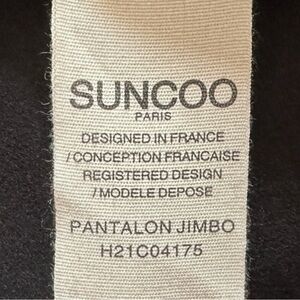 SUNCOO
PARIS
DESIGNED IN FRANCE
/ CONCEPTION FRANCAISE
REGISTERED DESIGN
/ MODELE DEPOSE
PANTALON JIMBO
H21C04175